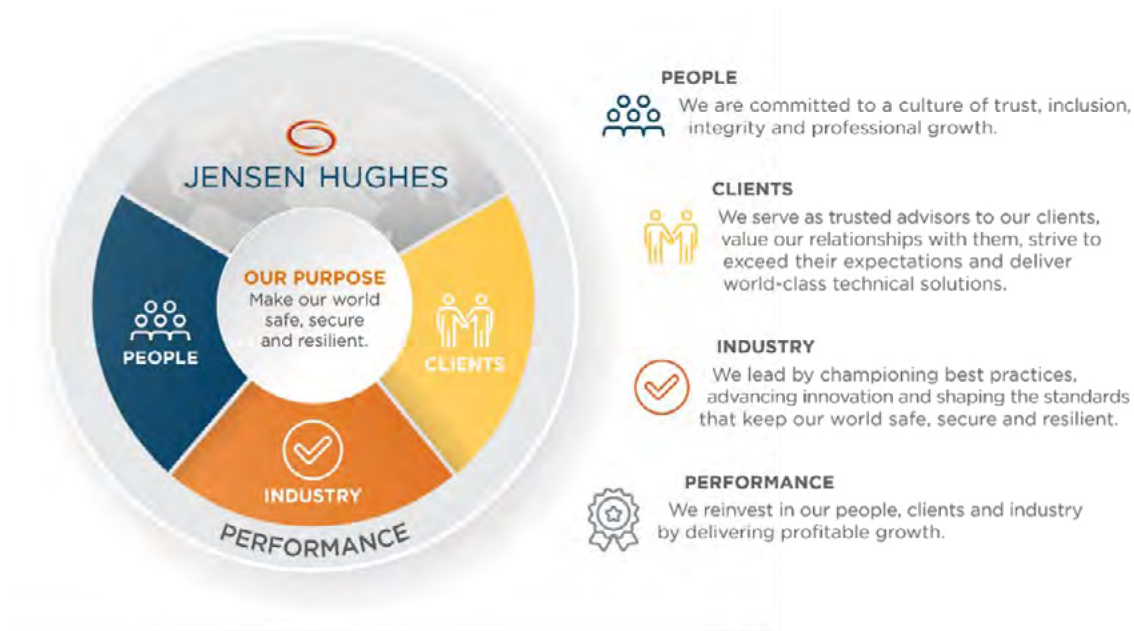 JENSEN HUGHES
OUR PURPOSE
Make our world
safe, secure
and resilient.
PEOPLE
CLIENTS
INDUSTRY
PERFORMANCE
PEOPLE
We are committed to a culture of trust, inclusion,
integrity and professional growth.
CLIENTS
We serve as trusted advisors to our clients,
value our relationships with them, strive to
exceed their expectations and deliver
world-class technical solutions.
INDUSTRY
We lead by championing best practices,
advancing innovation and shaping the standards
that keep our world safe, secure and resilient.
PERFORMANCE
We reinvest in our people, clients and industry
by delivering profitable growth.